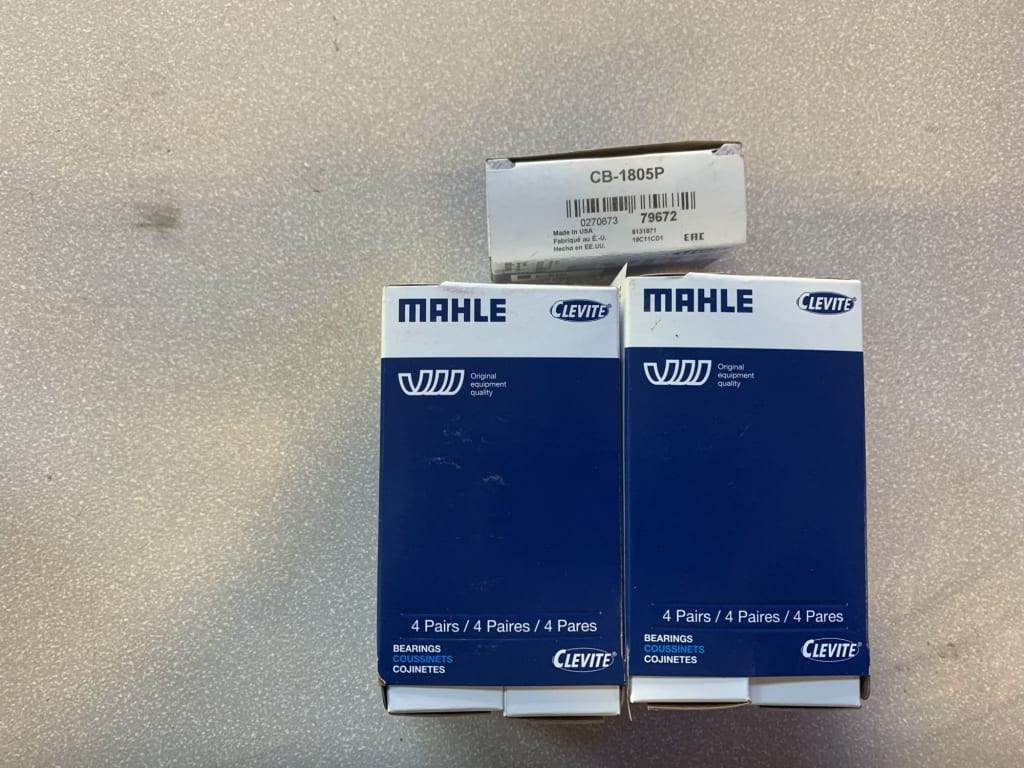 CB-1805P
0270673 79672
Made in USA 8131871
Fabriqué au É.-U. 19C11CD1 EAC
Hecho en EE.UU.
MAHLE CLEVITE®
Original
equipment
quality
4 Pairs / 4 Paires / 4 Pares
BEARINGS
COUSSINETS
COJINETES
CLEVITE®
MAHLE CLEVITE®
Original
equipment
quality
4 Pairs / 4 Paires / 4 Pares
BEARINGS
COUSSINETS
COJINETES
CLEVITE®